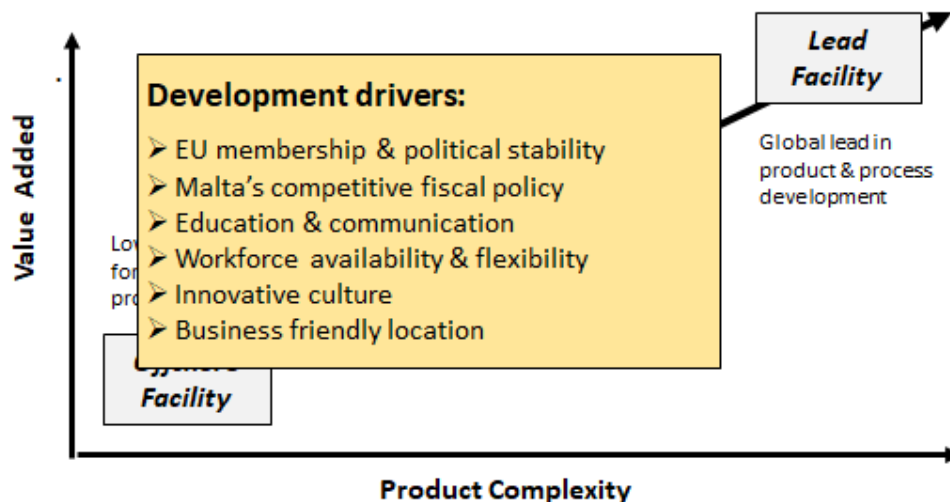 Lead
Facility
Development drivers:
➢ EU membership & political stability
➢ Malta's competitive fiscal policy
➢ Education & communication
➢ Workforce availability & flexibility
➢ Innovative culture
➢ Business friendly location
Global lead in
product & process
development
Value Added
Facility
Product Complexity